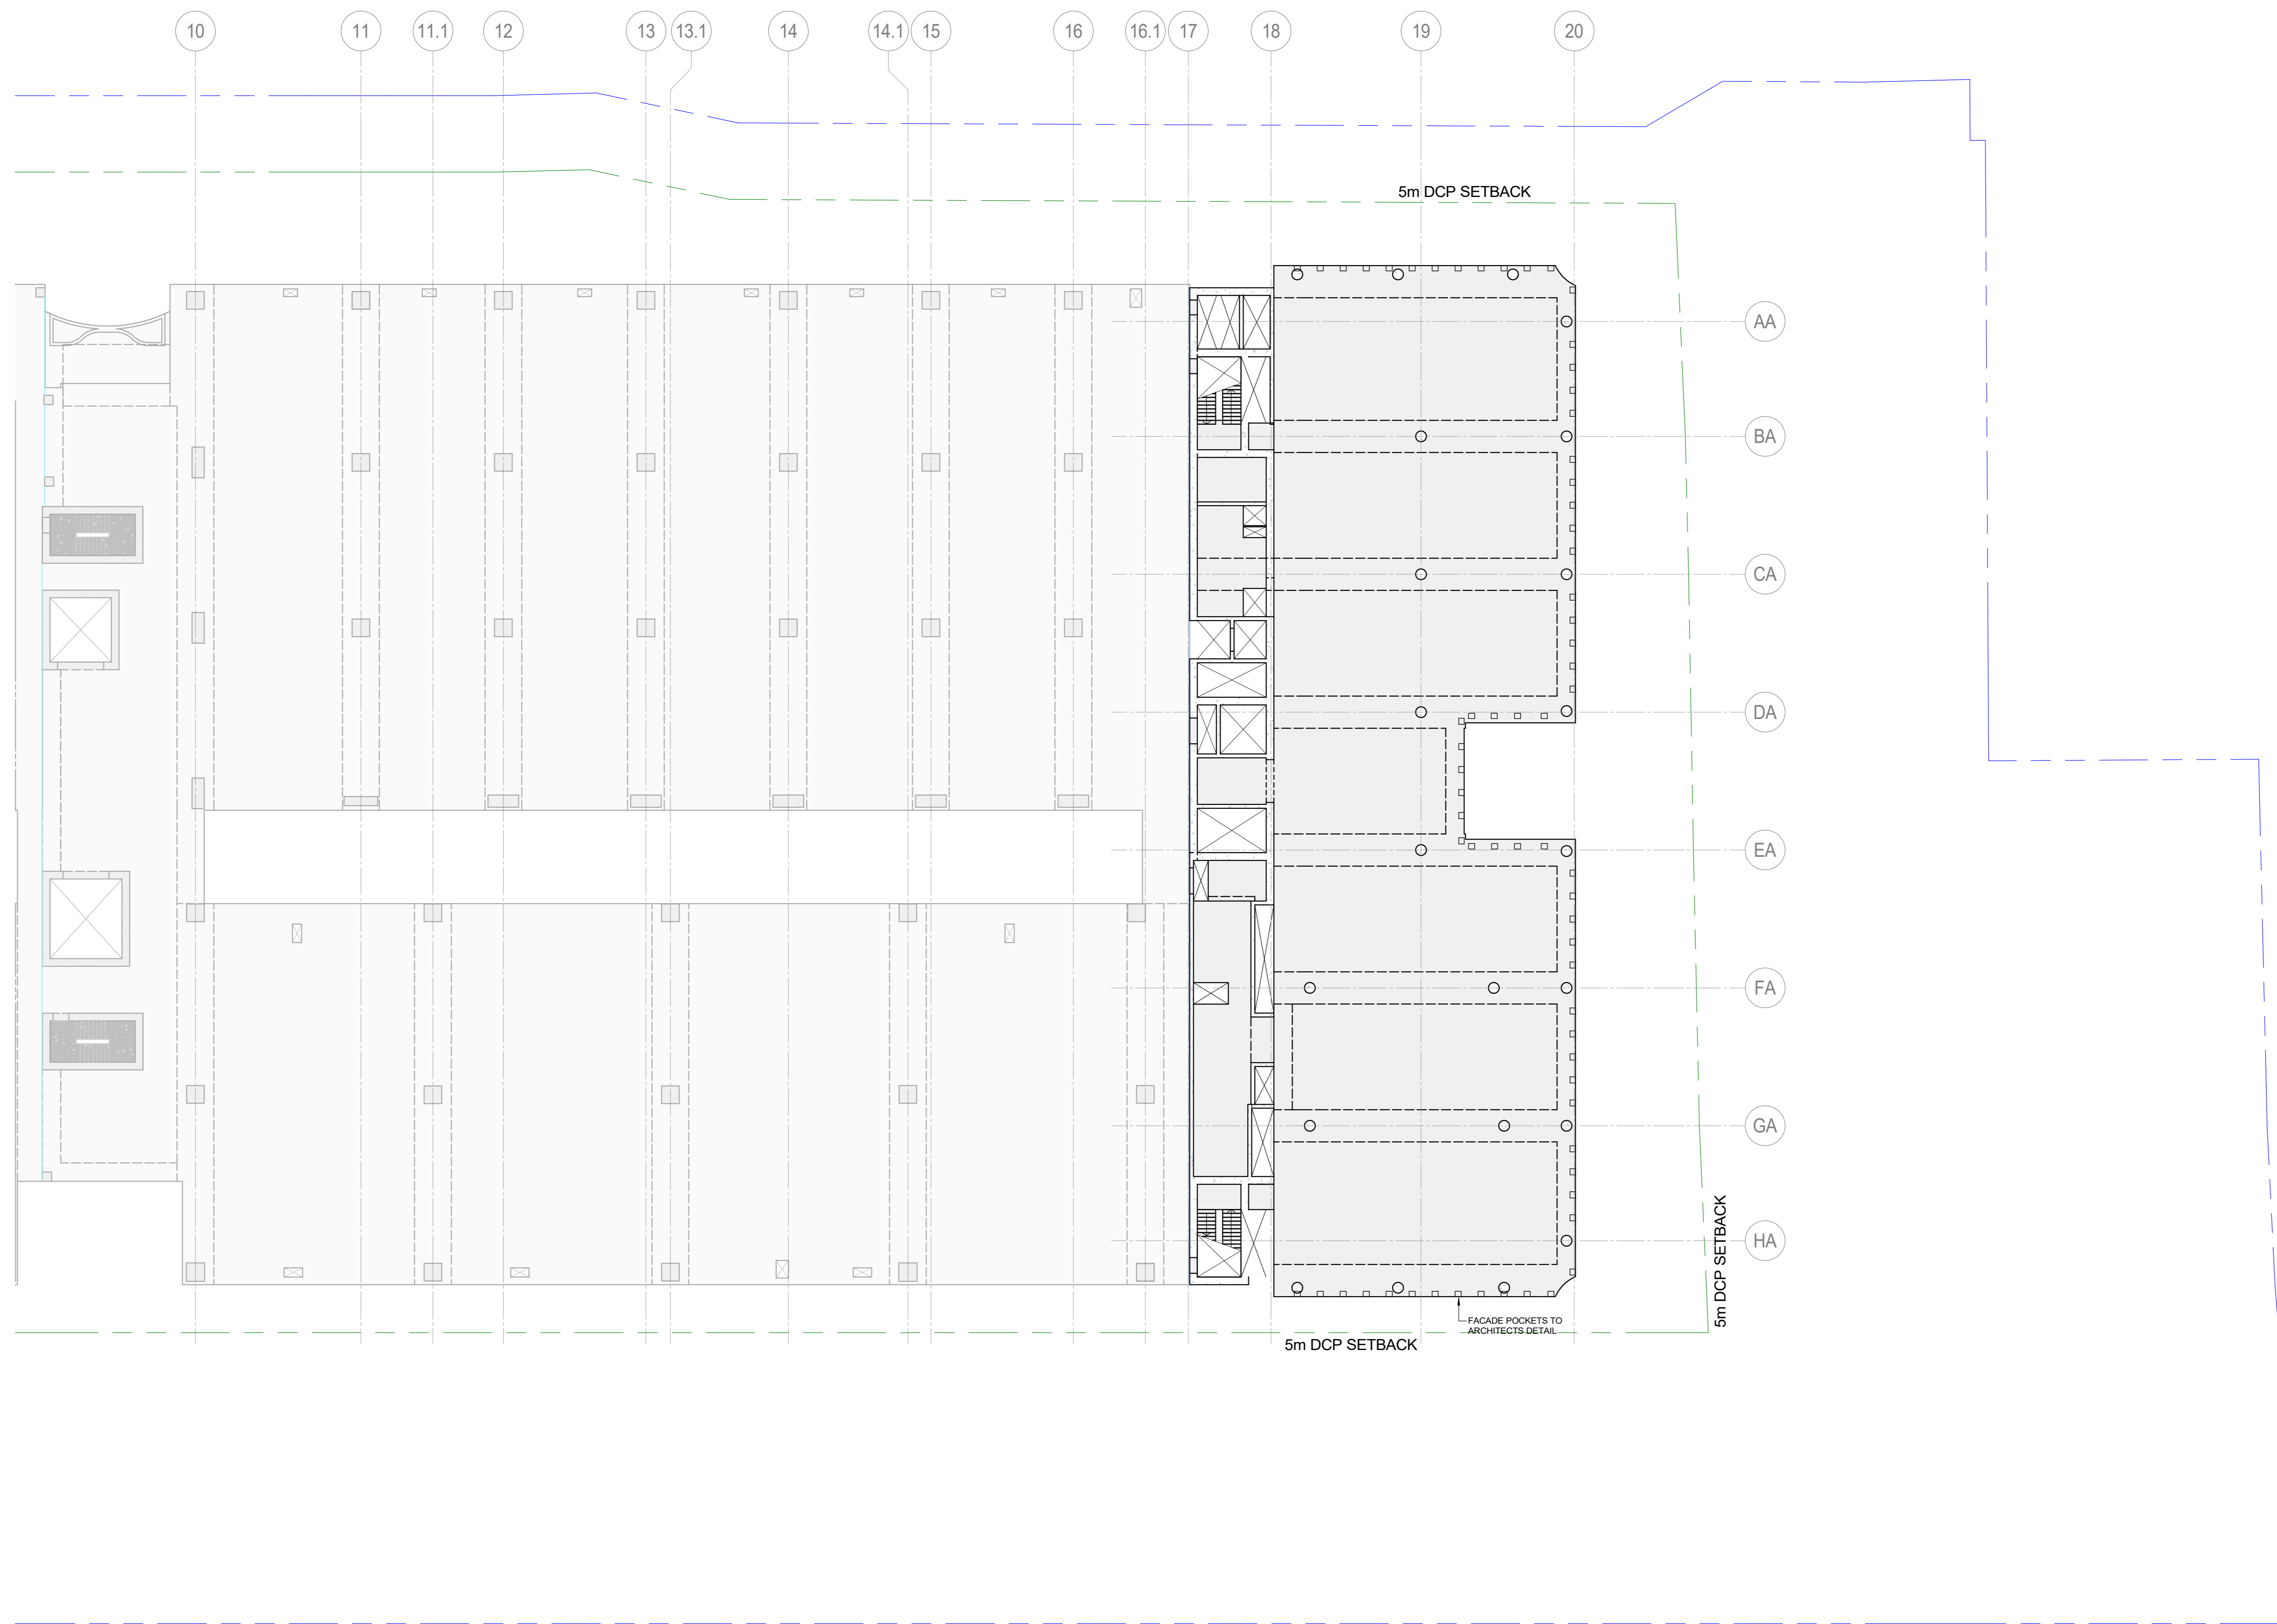 10
11
11.1
12
13
13.1
14
14.1
15
16
16.1
17
18
19
20
5m DCP SETBACK
AA
BA
CA
DA
EA
FA
GA
HA
5m DCP SETBACK
FACADE POCKETS TO
ARCHITECTS DETAIL
5m DCP SETBACK